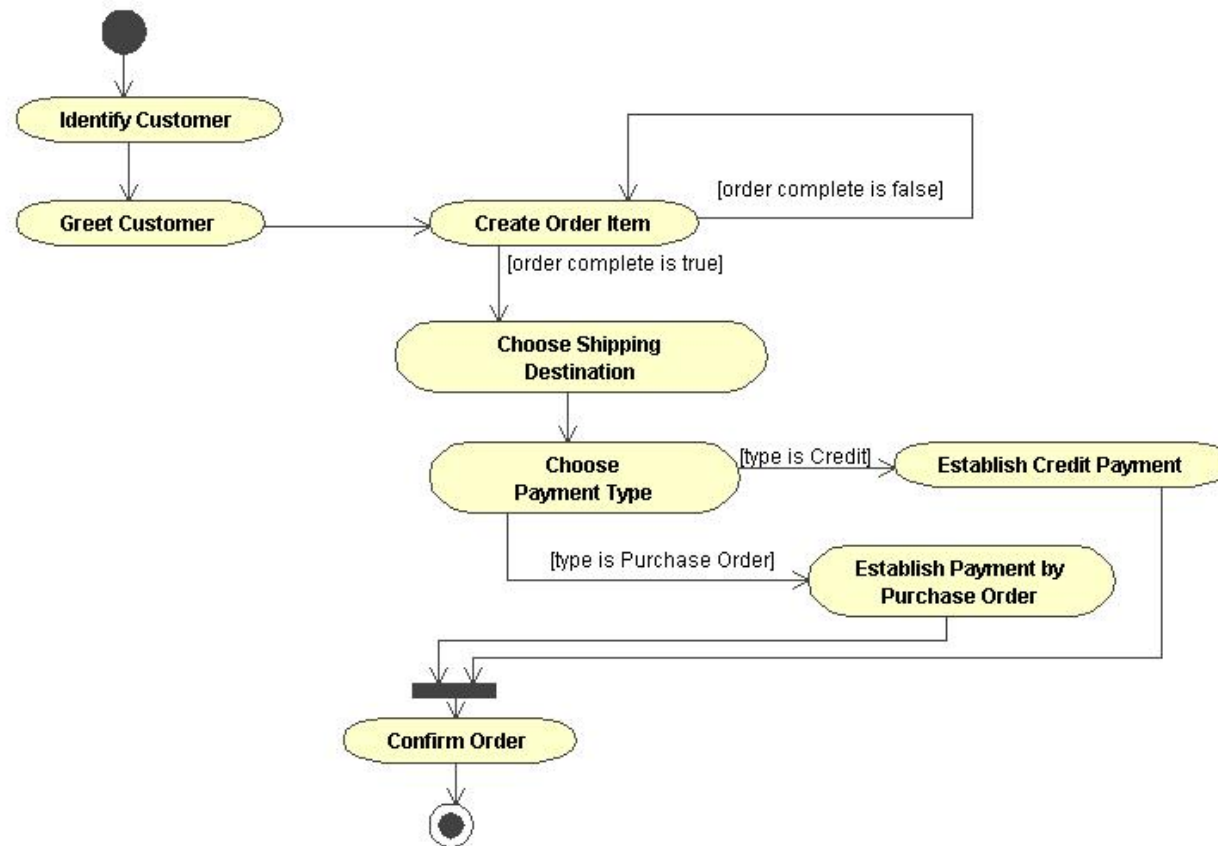 Identify Customer
[order complete is false]
Greet Customer
Create Order Item
[order complete is true]
Choose Shipping
Destination
Choose
Payment Type
[type is Credit]
Establish Credit Payment
[type is Purchase Order]
Establish Payment by
Purchase Order
Confirm Order